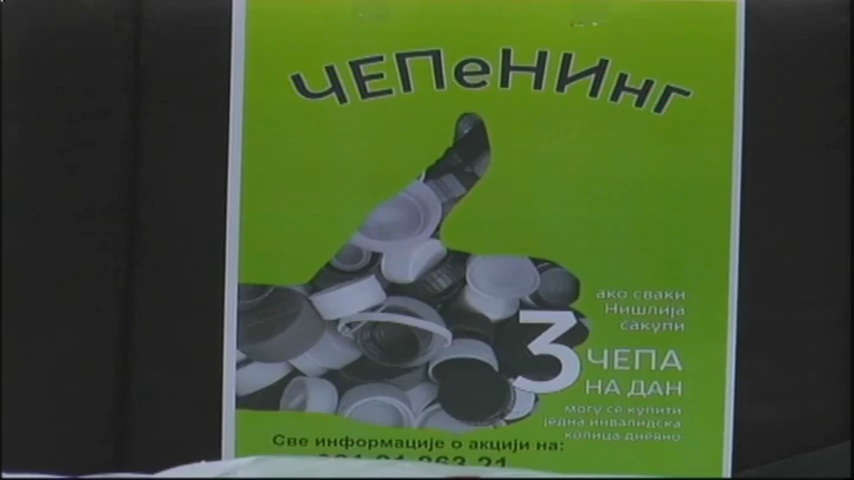 ЧЕПеНИнг
ако сваки
Нишлија
сакупи
3 ЧЕПА
НА ДАН
могу се купити
једна инвалидска
колица дневно
Све информације о акцији на: